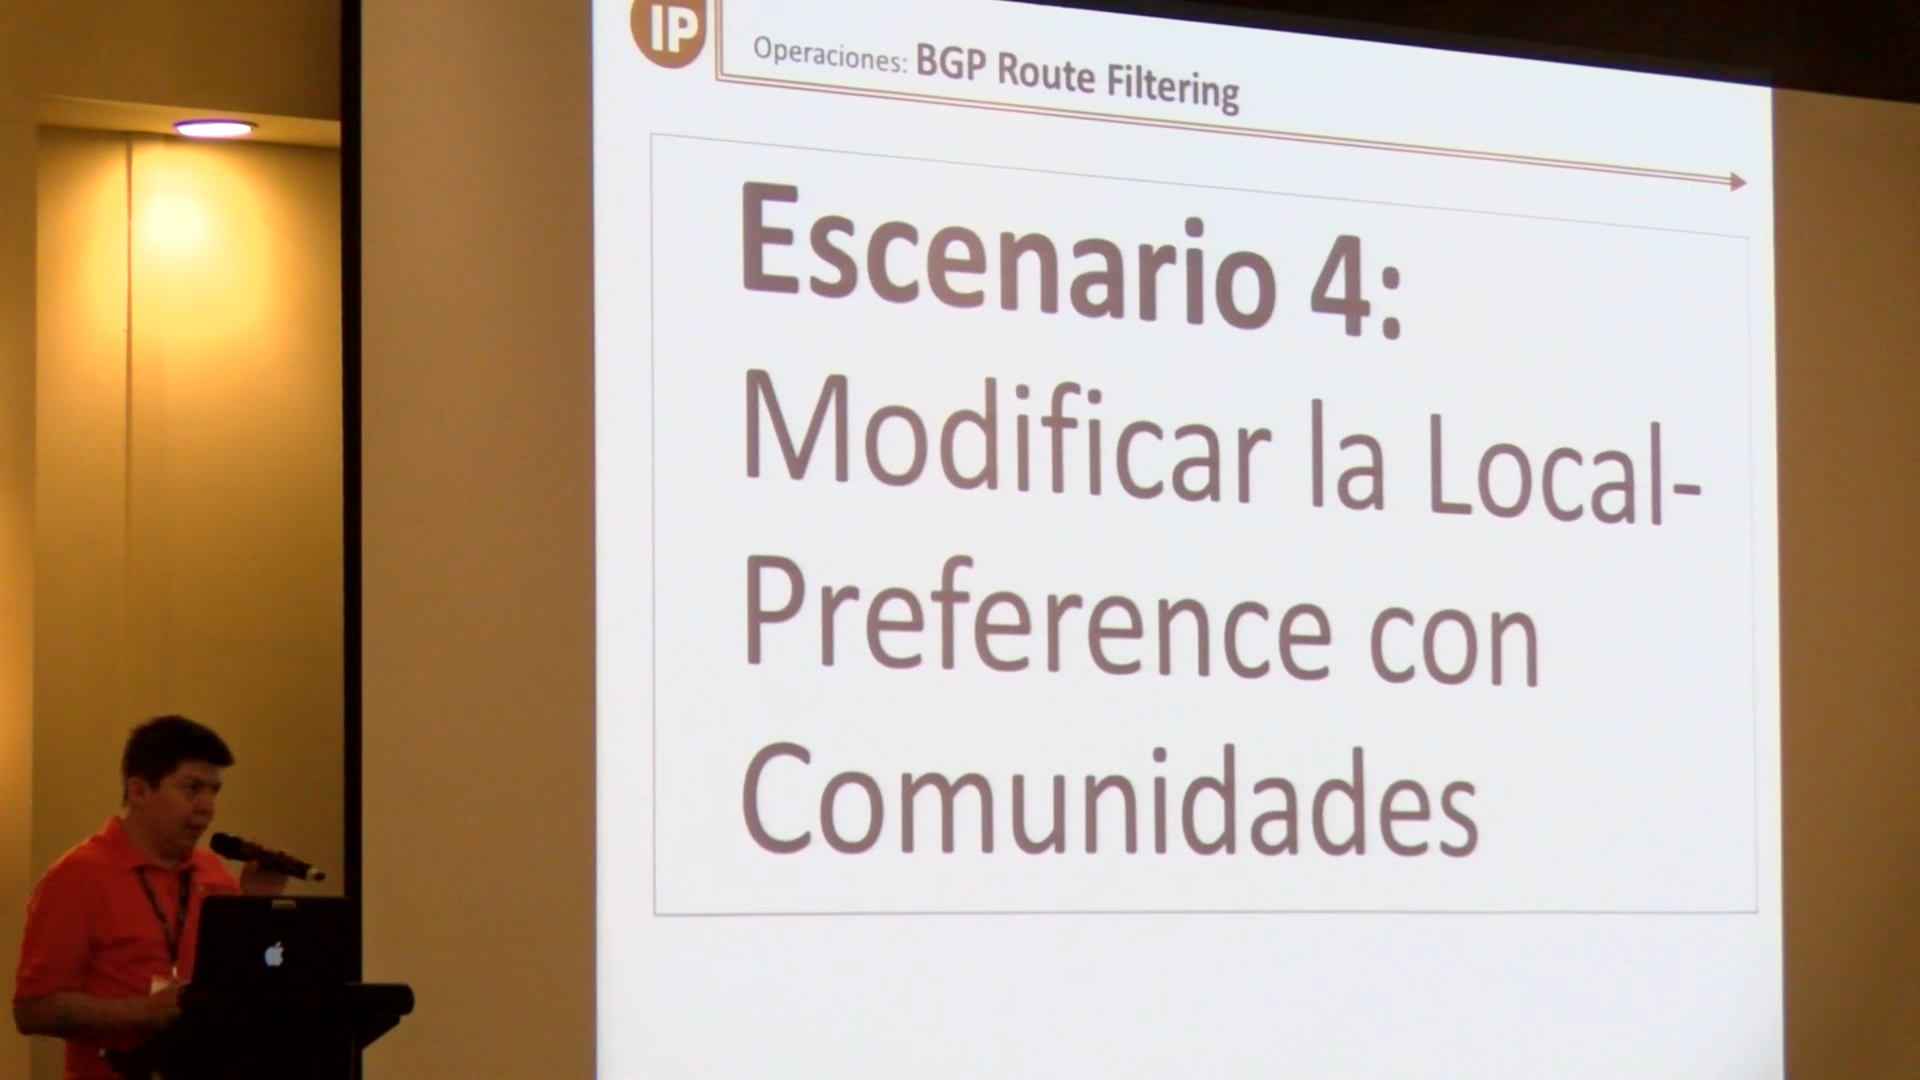 IP
Operaciones: BGP Route Filtering
Escenario 4:
Modificar la Local-
Preference con
Comunidades